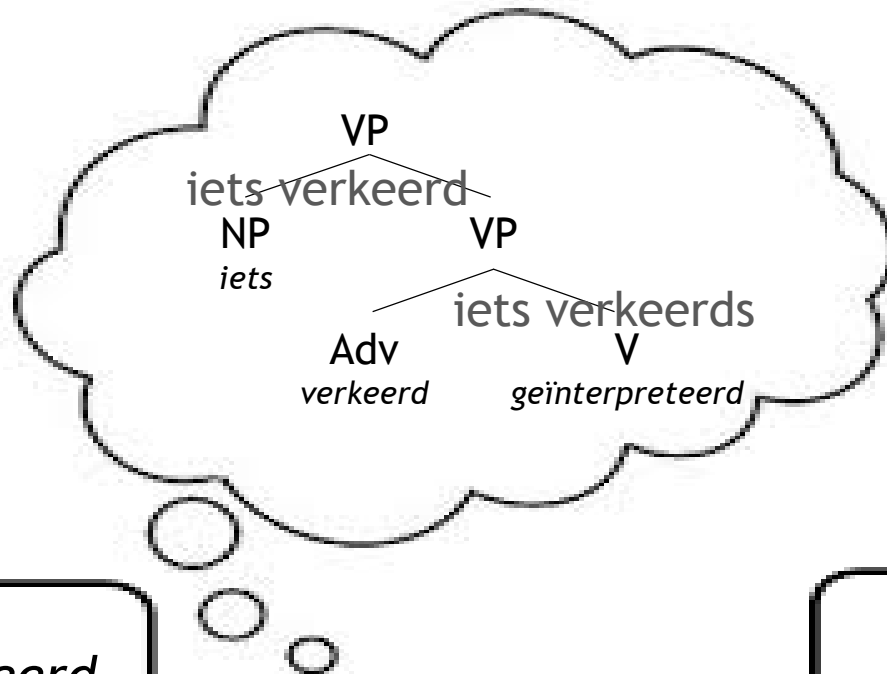 VP
iets verkeerd
NP VP
iets
iets verkeerds
Adv V
verkeerd geïnterpreteerd